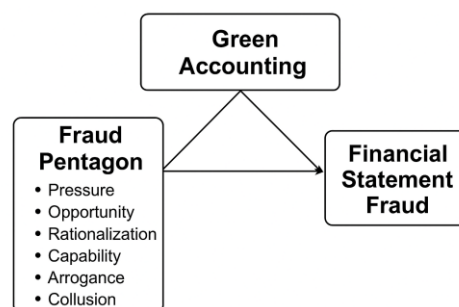 Green
Accounting
Fraud
Pentagon
• Pressure
• Opportunity
• Rationalization
• Capability
• Arrogance
• Collusion
Financial
Statement
Fraud